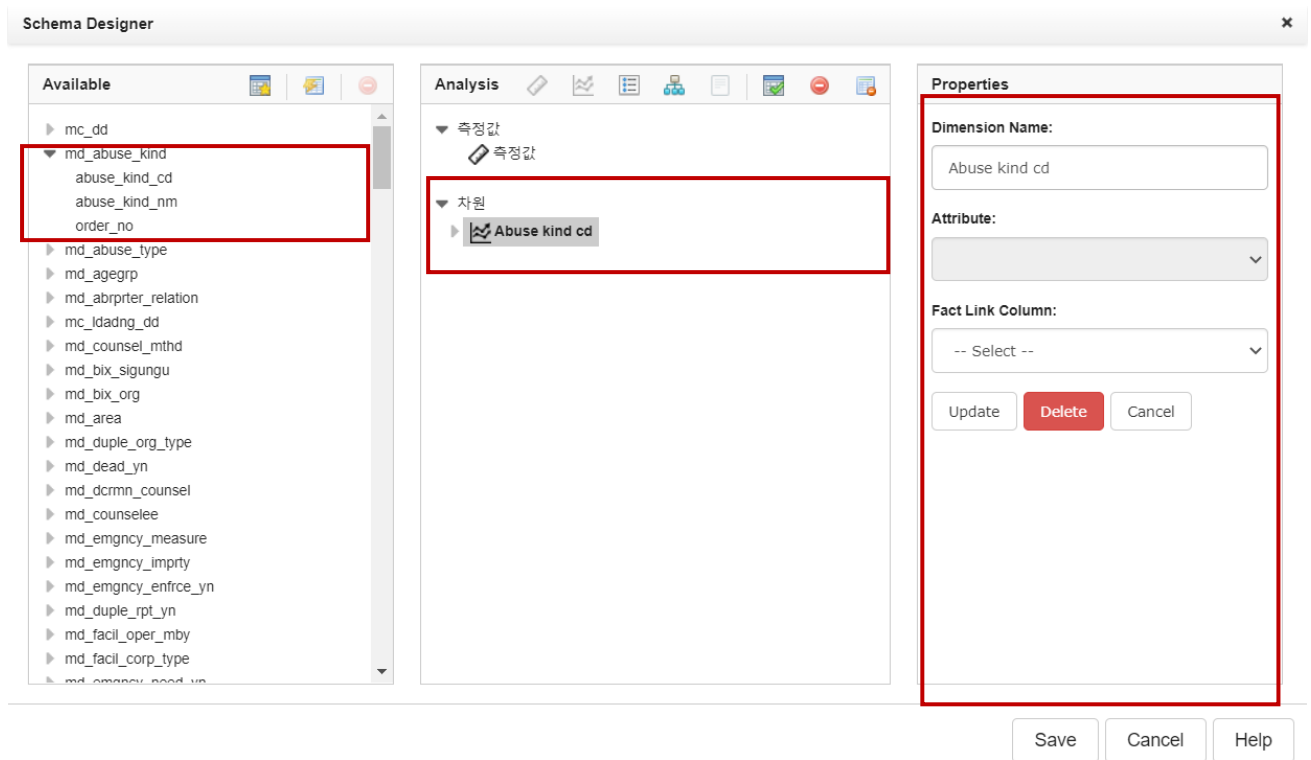 Schema Designer
Available
mc_dd
md_abuse_kind
abuse_kind_cd
abuse_kind_nm
order_no
md_abuse_type
md_agegrp
md_abrprter_relation
mc_ldadng_dd
md_counsel_mthd
md_bix_sigungu
md_bix_org
md_area
md_duple_org_type
md_dead_yn
md_dcrmn_counsel
md_counselee
md_emgncy_measure
md_emgncy_imprty
md_emgncy_enfrce_yn
md_duple_rpt_yn
md_facil_oper_mby
md_facil_corp_type
md_emgncy_need_yn
Analysis
측정값
측정값
차원
Abuse kind cd
Properties
Dimension Name:
Abuse kind cd
Attribute:
Fact Link Column:
-- Select --
Update Delete Cancel
Save Cancel Help